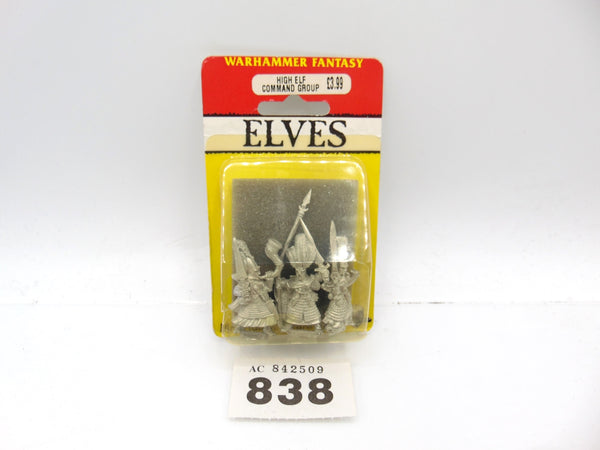 WARHAMMER FANTASY
HIGH ELF
COMMAND GROUP £3.99
ELVES
AC 842509
838